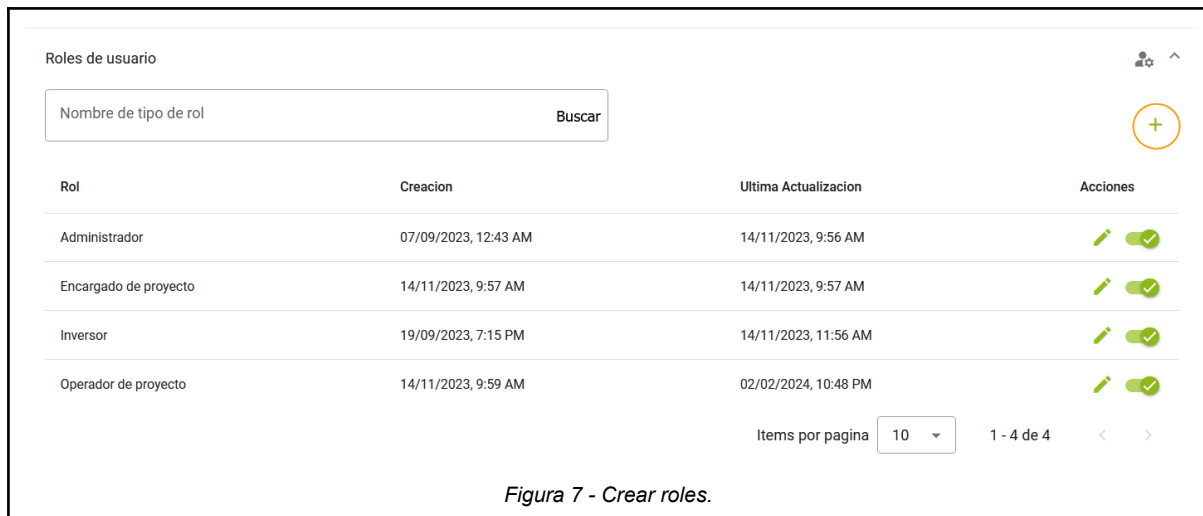 Roles de usuario
Nombre de tipo de rol Buscar
Rol Creacion Ultima Actualizacion Acciones
Administrador 07/09/2023, 12:43 AM 14/11/2023, 9:56 AM
Encargado de proyecto 14/11/2023, 9:57 AM 14/11/2023, 9:57 AM
Inversor 19/09/2023, 7:15 PM 14/11/2023, 11:56 AM
Operador de proyecto 14/11/2023, 9:59 AM 02/02/2024, 10:48 PM
Items por pagina 10 1 - 4 de 4
Figura 7 - Crear roles.